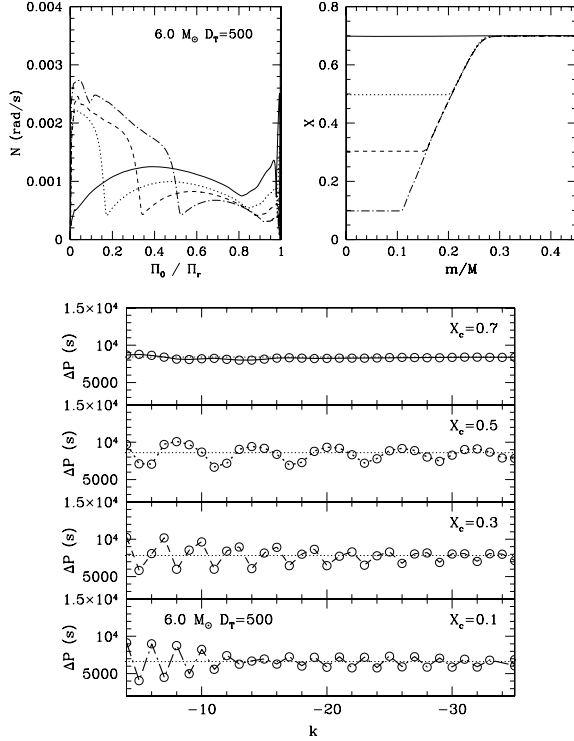 6.0 M☉ D_T=500
N (rad/s)
0.004
0.003
0.002
0.001
0
0 0.2 0.4 0.6 0.8 1
Π₀ / Π_r
X
0.8
0.6
0.4
0.2
0
0 0.1 0.2 0.3 0.4
m/M
1.5×10⁴
10⁴
5000
ΔP (s)
X_c=0.7
1.5×10⁴
10⁴
5000
ΔP (s)
X_c=0.5
1.5×10⁴
10⁴
5000
ΔP (s)
X_c=0.3
1.5×10⁴
10⁴
5000
ΔP (s)
6.0 M☉ D_T=500
X_c=0.1
−10 −20 −30
k